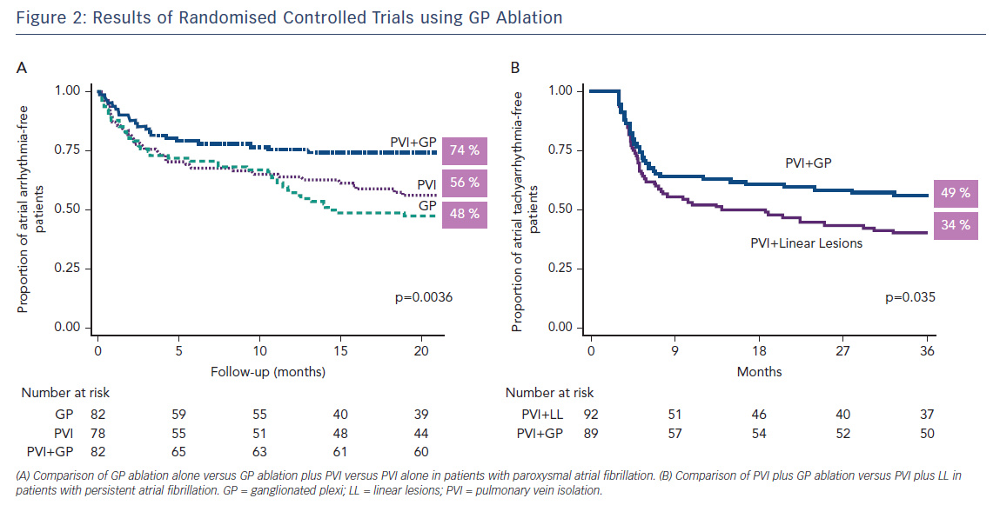 Figure 2: Results of Randomised Controlled Trials using GP Ablation
A
Proportion of atrial arrhythmia-free
patients
1.00
0.75
0.50
0.25
0.00
PVI+GP
74 %
PVI
56 %
GP
48 %
p=0.0036
0 5 10 15 20
Follow-up (months)
Number at risk
GP 82 59 55 40 39
PVI 78 55 51 48 44
PVI+GP 82 65 63 61 60
B
Proportion of atrial tachyarrhythmia-free
patients
1.00
0.75
0.50
0.25
0.00
PVI+GP
49 %
34 %
PVI+Linear Lesions
p=0.035
0 9 18 27 36
Months
Number at risk
PVI+LL 92 51 46 40 37
PVI+GP 89 57 54 52 50
(A) Comparison of GP ablation alone versus GP ablation plus PVI versus PVI alone in patients with paroxysmal atrial fibrillation. (B) Comparison of PVI plus GP ablation versus PVI plus LL in
patients with persistent atrial fibrillation. GP = ganglionated plexi; LL = linear lesions; PVI = pulmonary vein isolation.